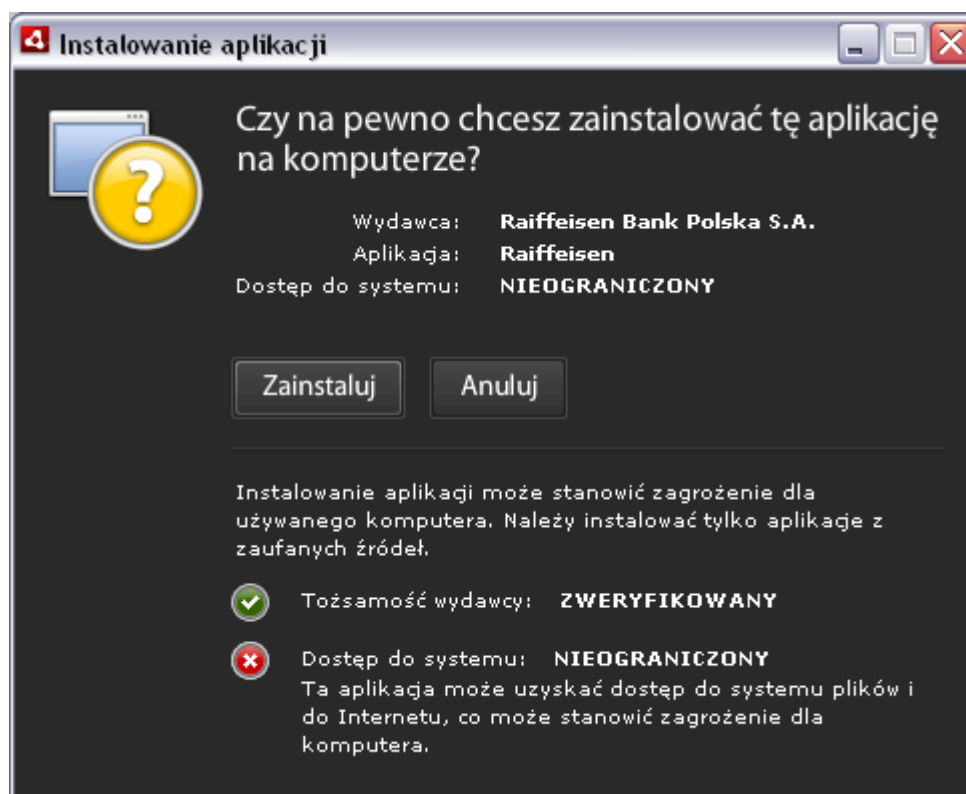 Instalowanie aplikacji
Czy na pewno chcesz zainstalować tę aplikację
na komputerze?
Wydawca: Raiffeisen Bank Polska S.A.
Aplikacja: Raiffeisen
Dostęp do systemu: NIEOGRANICZONY
Zainstaluj Anuluj
Instalowanie aplikacji może stanowić zagrożenie dla
używanego komputera. Należy instalować tylko aplikacje z
zaufanych źródeł.
Tożsamość wydawcy: ZWERYFIKOWANY
Dostęp do systemu: NIEOGRANICZONY
Ta aplikacja może uzyskać dostęp do systemu plików i
do Internetu, co może stanowić zagrożenie dla
komputera.